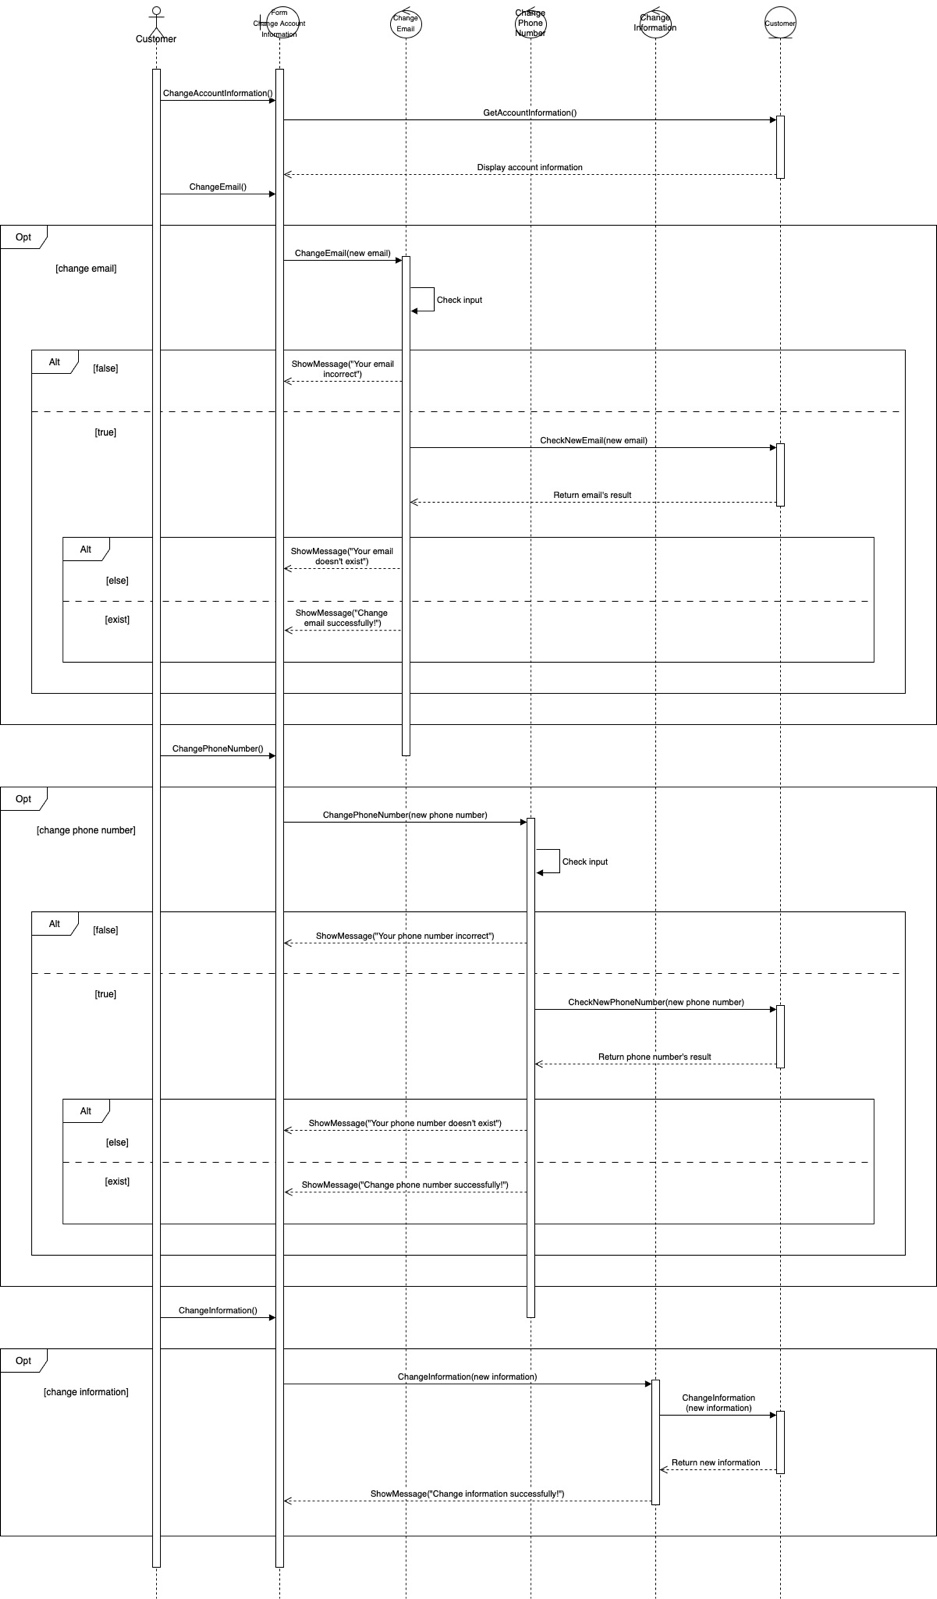 Customer
Form
Change Account
Information
Change
Email
Change
Phone
Number
Change
Information
Customer
ChangeAccountInformation()
GetAccountInformation()
Display account information
ChangeEmail()
Opt
[change email]
ChangeEmail(new email)
Check input
Alt
[false]
ShowMessage("Your email
incorrect")
[true]
CheckNewEmail(new email)
Return email's result
Alt
ShowMessage("Your email
doesn't exist")
[else]
[exist]
ShowMessage("Change
email successfully!")
ChangePhoneNumber()
Opt
[change phone number]
ChangePhoneNumber(new phone number)
Check input
Alt
[false]
ShowMessage("Your phone number incorrect")
[true]
CheckNewPhoneNumber(new phone number)
Return phone number's result
Alt
ShowMessage("Your phone number doesn't exist")
[else]
[exist]
ShowMessage("Change phone number successfully!")
ChangeInformation()
Opt
[change information]
ChangeInformation(new information)
ChangeInformation
(new information)
Return new information
ShowMessage("Change information successfully!")